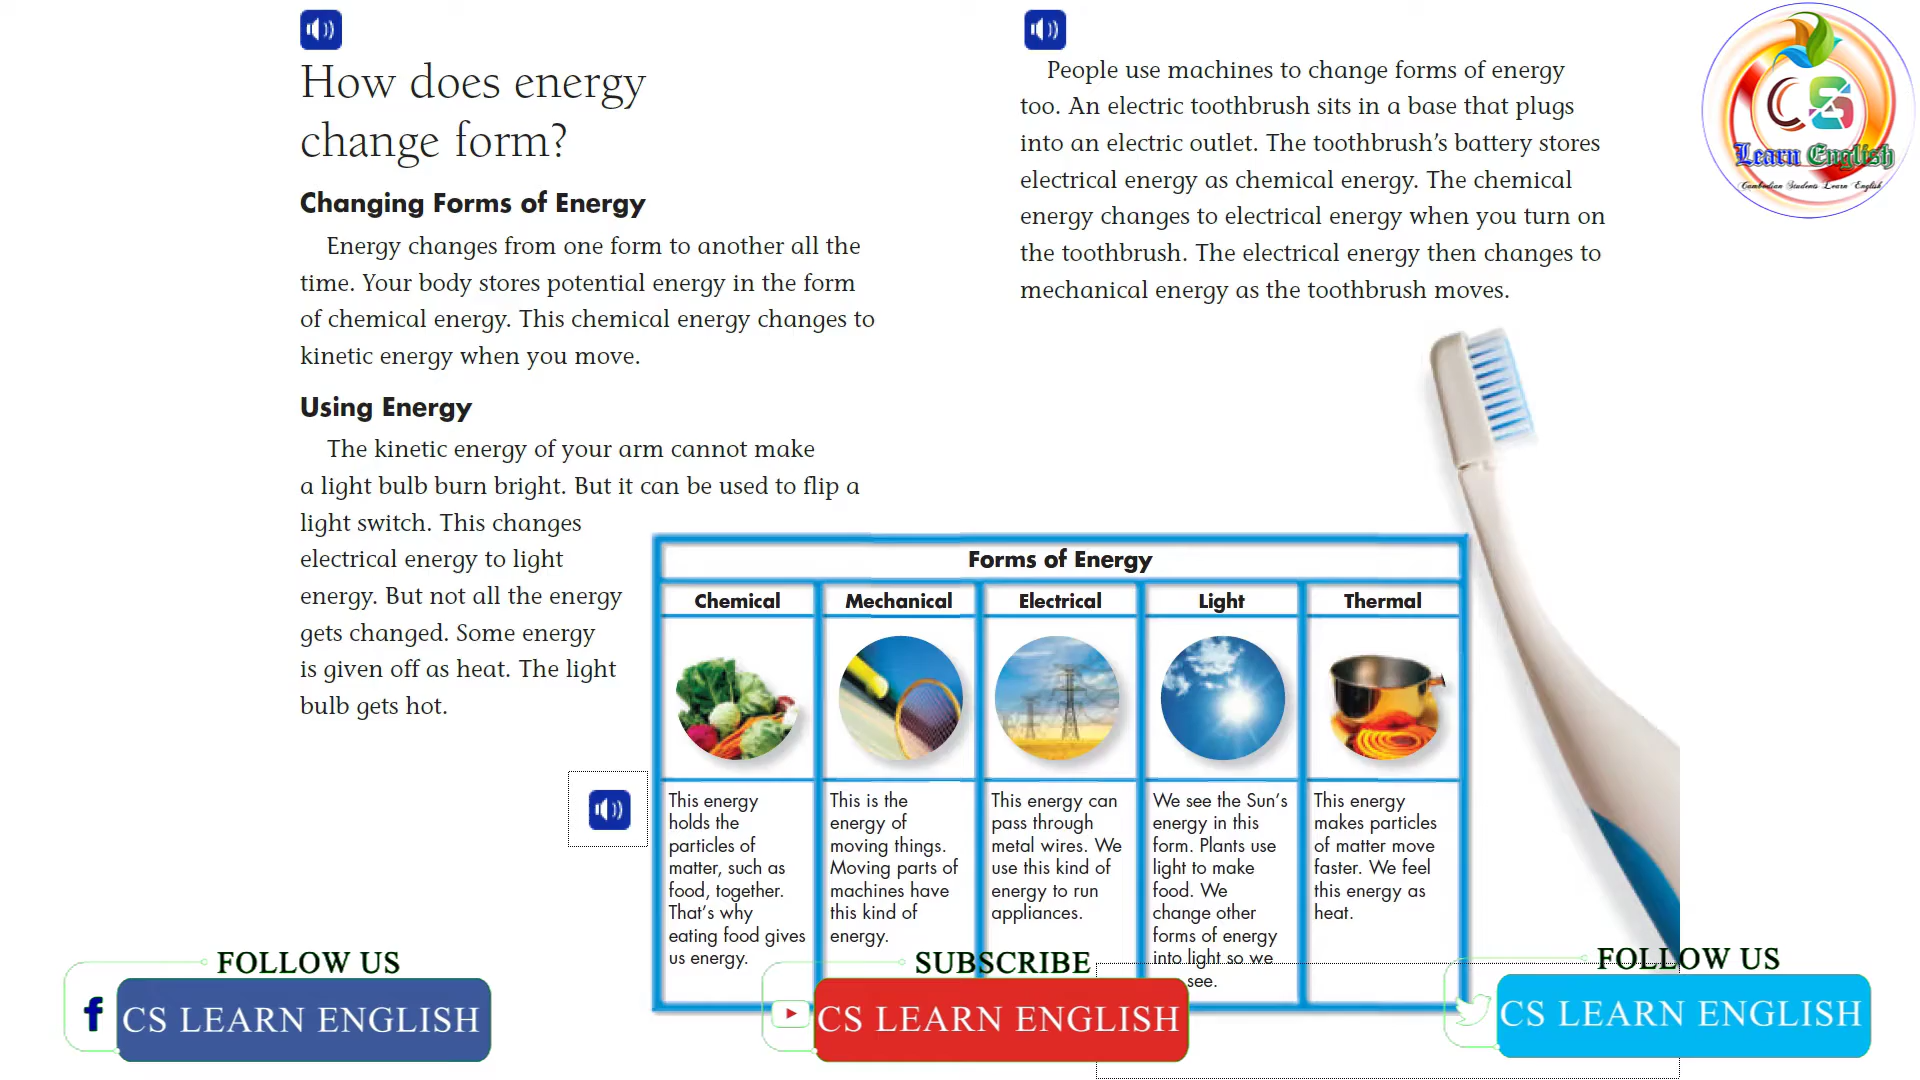 How does energy
change form?
Changing Forms of Energy
Energy changes from one form to another all the
time. Your body stores potential energy in the form
of chemical energy. This chemical energy changes to
kinetic energy when you move.
Using Energy
The kinetic energy of your arm cannot make
a light bulb burn bright. But it can be used to flip a
light switch. This changes
electrical energy to light
energy. But not all the energy
gets changed. Some energy
is given off as heat. The light
bulb gets hot.
People use machines to change forms of energy
too. An electric toothbrush sits in a base that plugs
into an electric outlet. The toothbrush’s battery stores
electrical energy as chemical energy. The chemical
energy changes to electrical energy when you turn on
the toothbrush. The electrical energy then changes to
mechanical energy as the toothbrush moves.
CS
Learn English
Cambodian Students Learn English
Forms of Energy
Chemical
Mechanical
Electrical
Light
Thermal
This energy
holds the
particles of
matter, such as
food, together.
That’s why
eating food gives
us energy.
This is the
energy of
moving things.
Moving parts of
machines have
this kind of
energy.
This energy can
pass through
metal wires. We
use this kind of
energy to run
appliances.
We see the Sun’s
energy in this
form. Plants use
light to make
food. We
change other
forms of energy
into light so we
see.
This energy
makes particles
of matter move
faster. We feel
this energy as
heat.
FOLLOW US
f CS LEARN ENGLISH
SUBSCRIBE
CS LEARN ENGLISH
FOLLOW US
CS LEARN ENGLISH